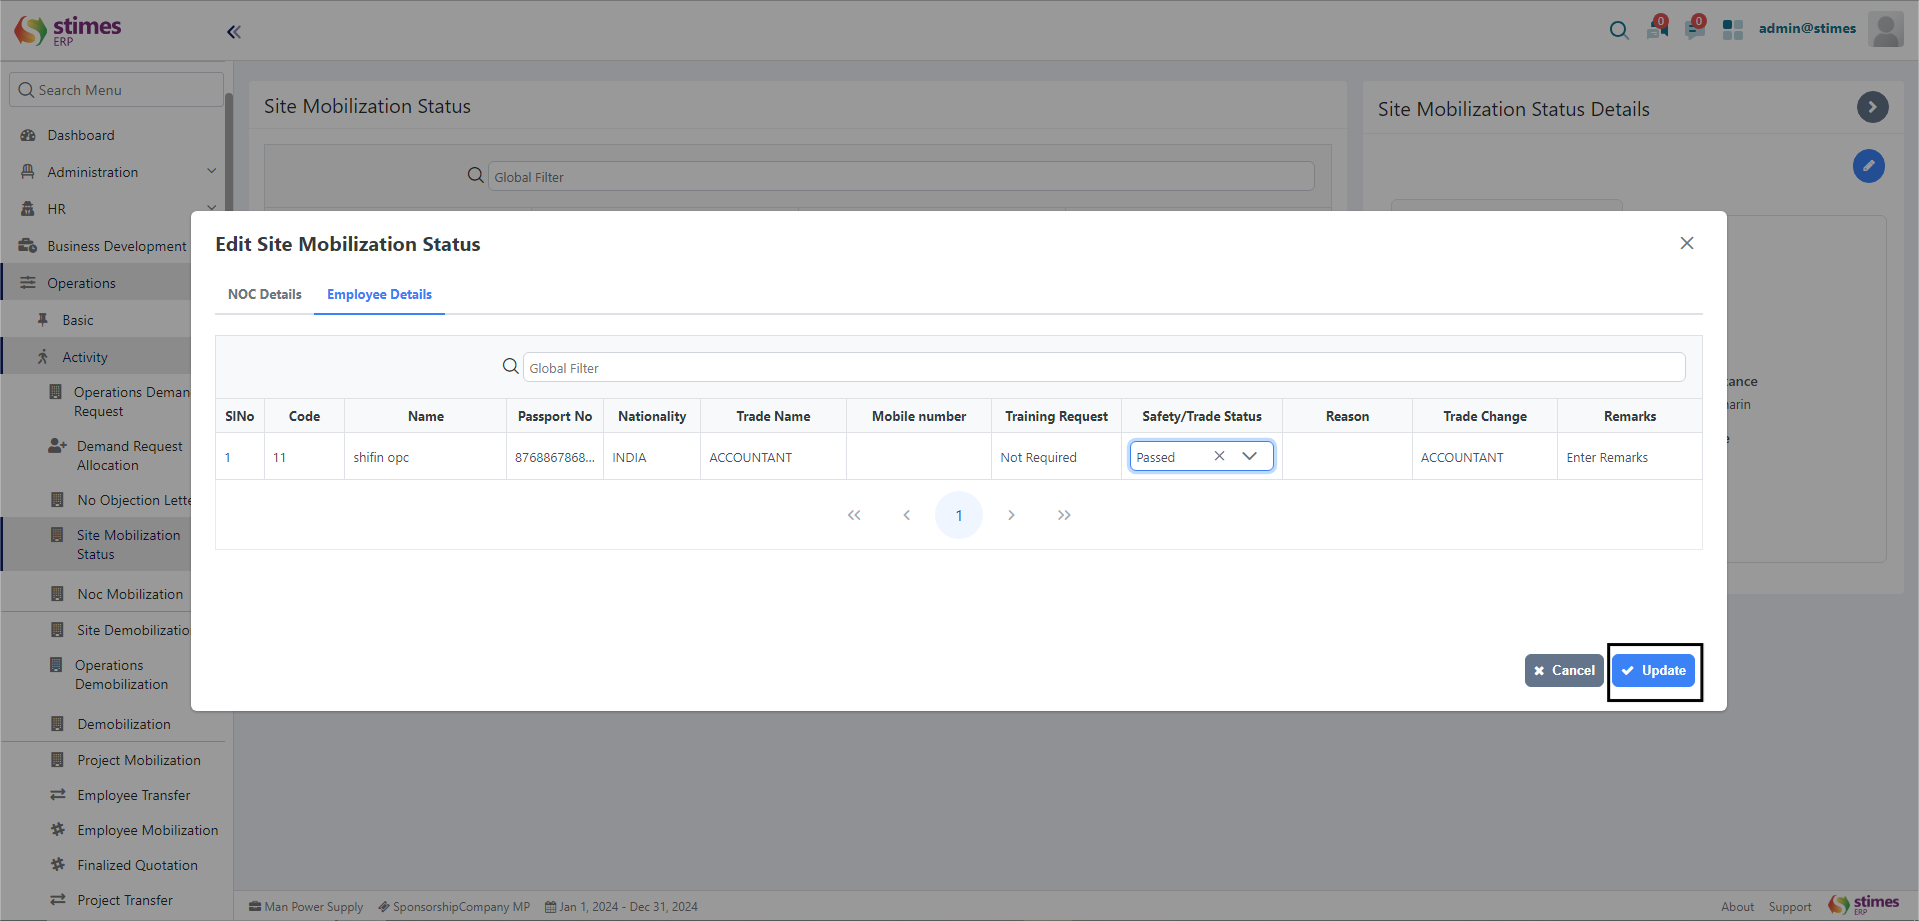 stimes
ERP
0
0
admin@stimes
Search Menu
Dashboard
Administration
HR
Business Development
Operations
Basic
Activity
Operations Deman
Request
Demand Request
Allocation
No Objection Lette
Site Mobilization
Status
Noc Mobilization
Site Demobilizatio
Operations
Demobilization
Demobilization
Project Mobilization
Employee Transfer
Employee Mobilization
Finalized Quotation
Project Transfer
Site Mobilization Status
Global Filter
Site Mobilization Status Details
Edit Site Mobilization Status
NOC Details Employee Details
Global Filter
SlNo Code Name Passport No Nationality Trade Name Mobile number Training Request Safety/Trade Status Reason Trade Change Remarks
1 11 shifin opc 8768867868... INDIA ACCOUNTANT Not Required Passed ACCOUNTANT Enter Remarks
1
Cancel Update
Man Power Supply SponsorshipCompany MP Jan 1, 2024 - Dec 31, 2024
About Support stimes
ERP